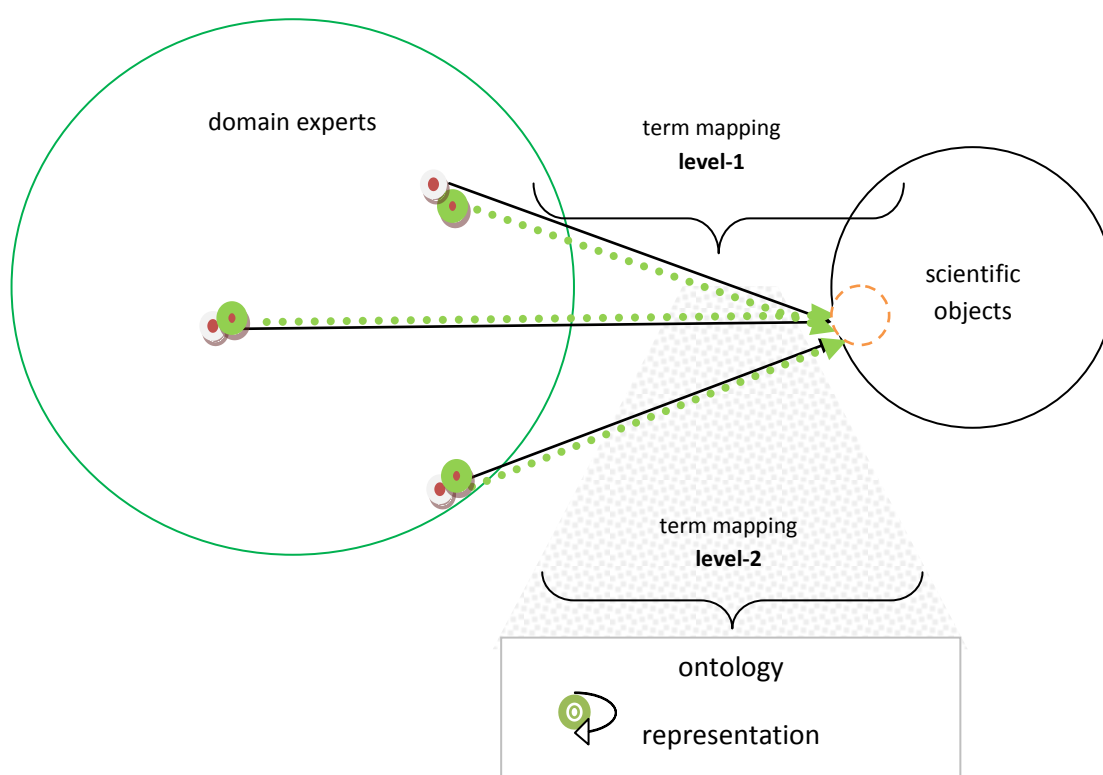 domain experts
term mapping
level-1
scientific
objects
term mapping
level-2
ontology
representation